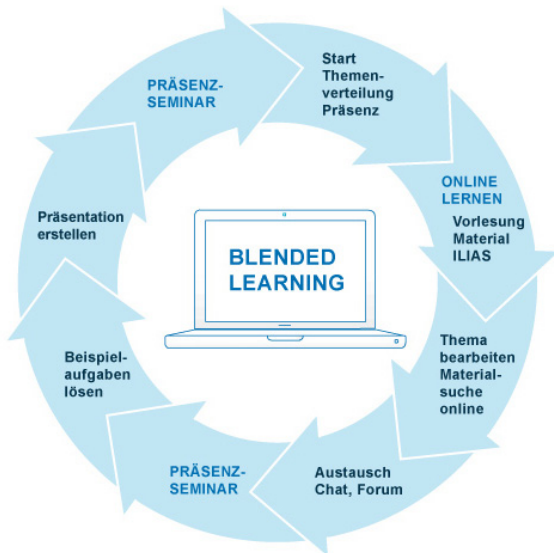 PRÄSENZ-
SEMINAR
Start
Themen-
verteilung
Präsenz
ONLINE
LERNEN
Vorlesung
Material
ILIAS
Thema
bearbeiten
Material-
suche
online
Austausch
Chat, Forum
PRÄSENZ-
SEMINAR
Beispiel-
aufgaben
lösen
Präsentation
erstellen
BLENDED
LEARNING